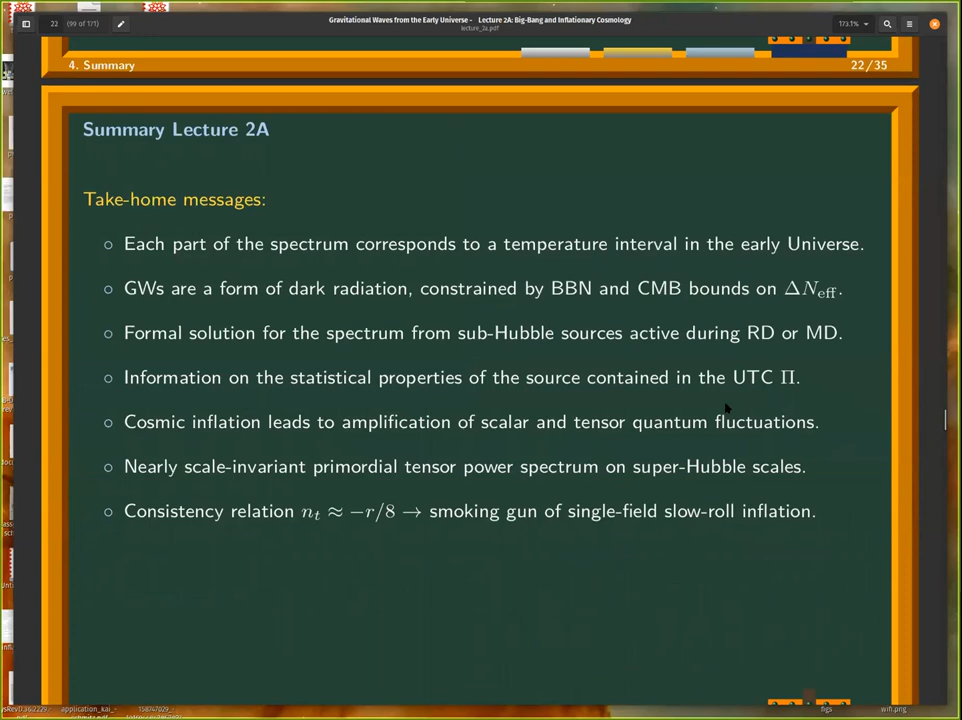 22 (99 of 171)
Gravitational Waves from the Early Universe - Lecture 2A: Big-Bang and Inflationary Cosmology
lecture_2a.pdf
173.1%
4. Summary 22/35
Summary Lecture 2A
Take-home messages:
Each part of the spectrum corresponds to a temperature interval in the early Universe.
GWs are a form of dark radiation, constrained by BBN and CMB bounds on ΔN_eff.
Formal solution for the spectrum from sub-Hubble sources active during RD or MD.
Information on the statistical properties of the source contained in the UTC Π.
Cosmic inflation leads to amplification of scalar and tensor quantum fluctuations.
Nearly scale-invariant primordial tensor power spectrum on super-Hubble scales.
Consistency relation n_t ≈ −r/8 → smoking gun of single-field slow-roll inflation.
application_kai_- figs wifi.png